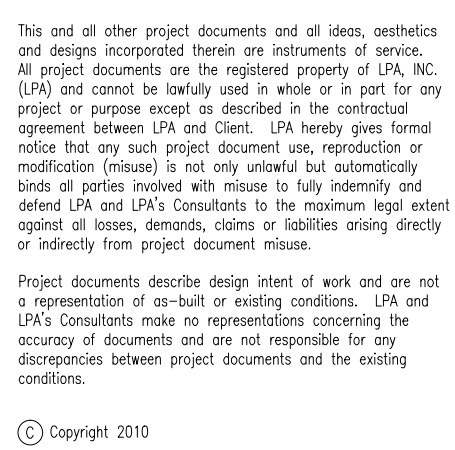 This and all other project documents and all ideas, aesthetics
and designs incorporated therein are instruments of service.
All project documents are the registered property of LPA, INC.
(LPA) and cannot be lawfully used in whole or in part for any
project or purpose except as described in the contractual
agreement between LPA and Client.  LPA hereby gives formal
notice that any such project document use, reproduction or
modification (misuse) is not only unlawful but automatically
binds all parties involved with misuse to fully indemnify and
defend LPA and LPA's Consultants to the maximum legal extent
against all losses, demands, claims or liabilities arising directly
or indirectly from project document misuse.

Project documents describe design intent of work and are not
a representation of as-built or existing conditions.  LPA and
LPA's Consultants make no representations concerning the
accuracy of documents and are not responsible for any
discrepancies between project documents and the existing
conditions.

© Copyright 2010